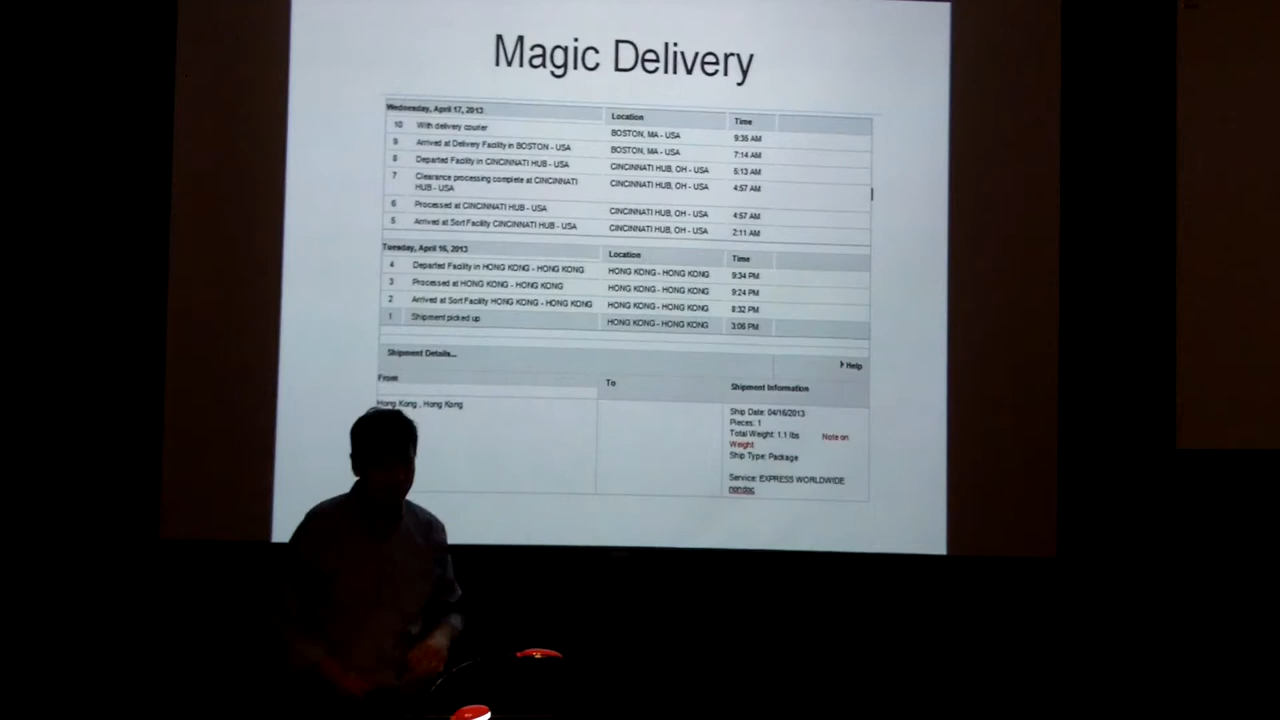 Magic Delivery
Wednesday, April 17, 2013 Location Time
10 With delivery courier BOSTON, MA - USA 9:35 AM
9 Arrived at Delivery Facility in BOSTON - USA BOSTON, MA - USA 7:14 AM
8 Departed Facility in CINCINNATI HUB - USA CINCINNATI HUB, OH - USA 5:13 AM
7 Clearance processing complete at CINCINNATI CINCINNATI HUB, OH - USA 4:57 AM
HUB - USA
6 Processed at CINCINNATI HUB - USA CINCINNATI HUB, OH - USA 4:57 AM
5 Arrived at Sort Facility CINCINNATI HUB - USA CINCINNATI HUB, OH - USA 2:11 AM
Tuesday, April 16, 2013 Location Time
4 Departed Facility in HONG KONG - HONG KONG HONG KONG - HONG KONG 9:34 PM
3 Processed at HONG KONG - HONG KONG HONG KONG - HONG KONG 9:24 PM
2 Arrived at Sort Facility HONG KONG - HONG KONG HONG KONG - HONG KONG 8:32 PM
1 Shipment picked up HONG KONG - HONG KONG 3:06 PM
Shipment Details... Help
From To Shipment Information
Hong Kong , Hong Kong
Ship Date: 04/16/2013
Pieces: 1
Total Weight: 1.1 lbs Note on
Weight
Ship Type: Package
Service: EXPRESS WORLDWIDE
nondoc